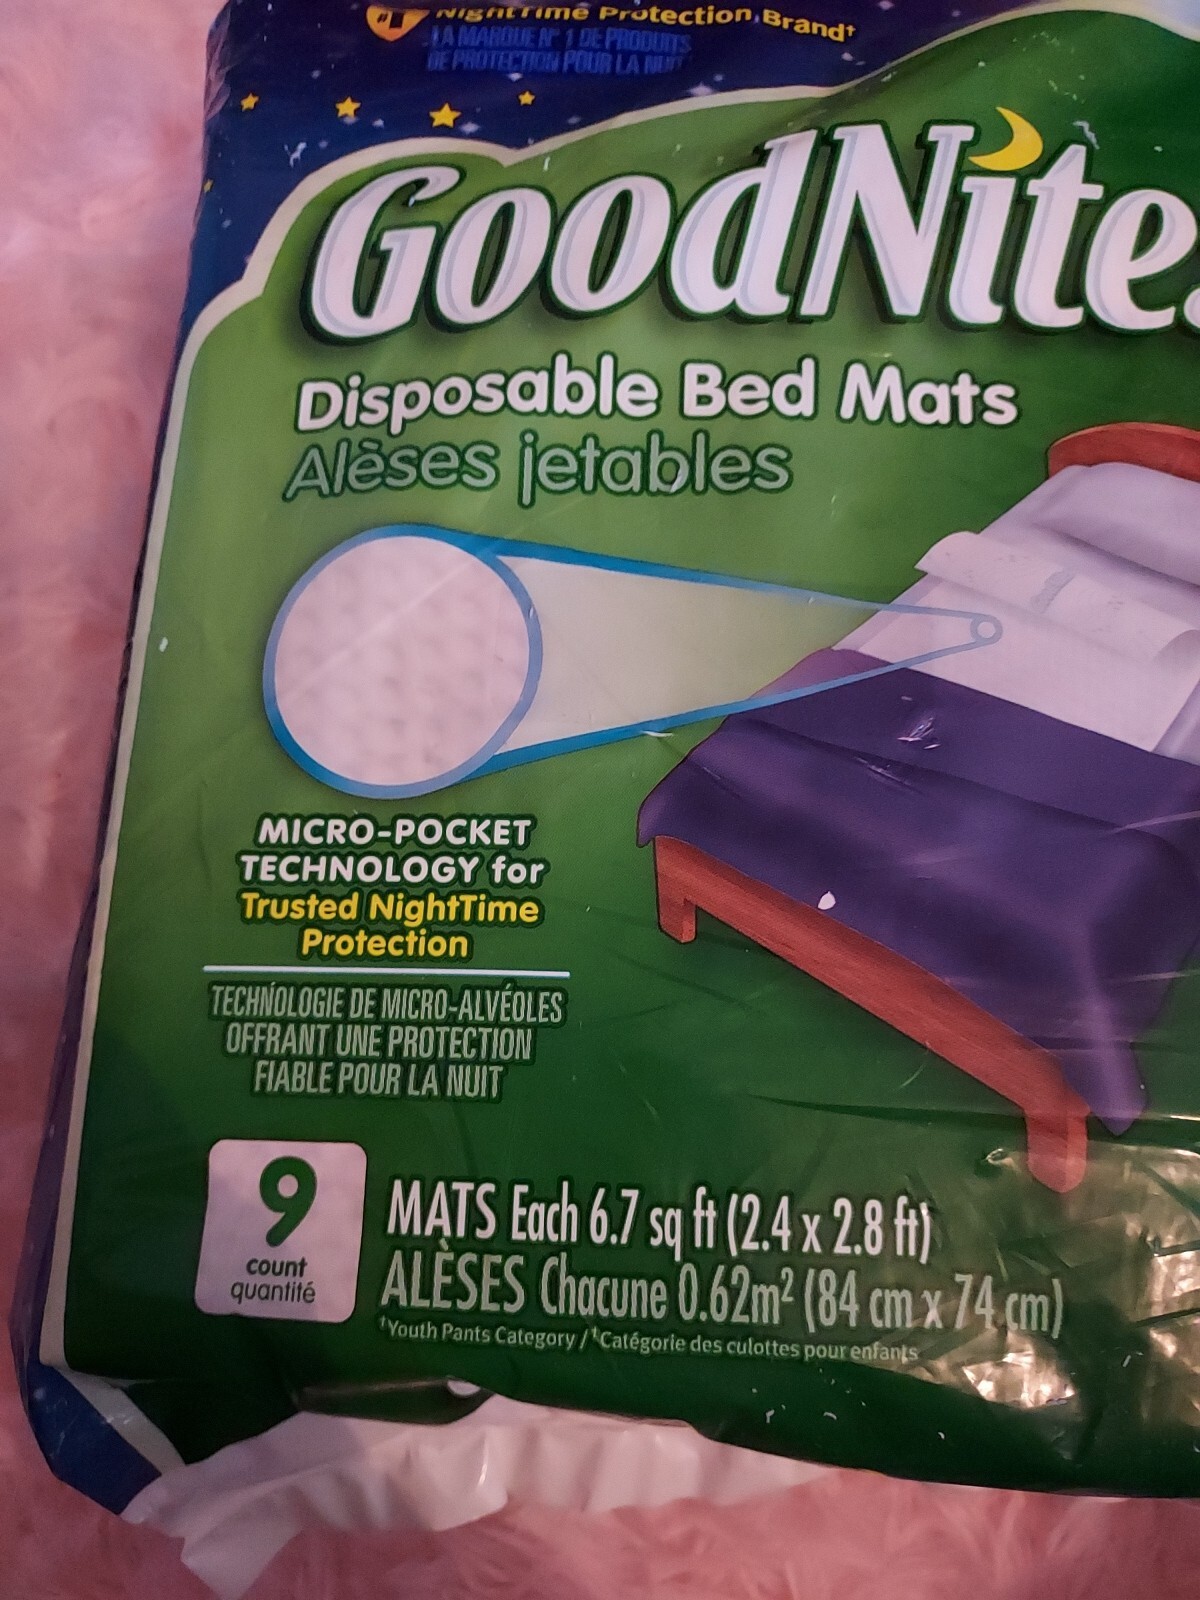 #1 NightTime Protection Brand†
LA MARQUE N° 1 DE PRODUITS
DE PROTECTION POUR LA NUIT
GoodNites
Disposable Bed Mats
Alèses jetables
MICRO-POCKET
TECHNOLOGY for
Trusted NightTime
Protection
TECHNOLOGIE DE MICRO-ALVÉOLES
OFFRANT UNE PROTECTION
FIABLE POUR LA NUIT
9
count
quantité
MATS Each 6.7 sq ft (2.4 x 2.8 ft)
ALÈSES Chacune 0.62m² (84 cm x 74 cm)
†Youth Pants Category / †Catégorie des culottes pour enfants